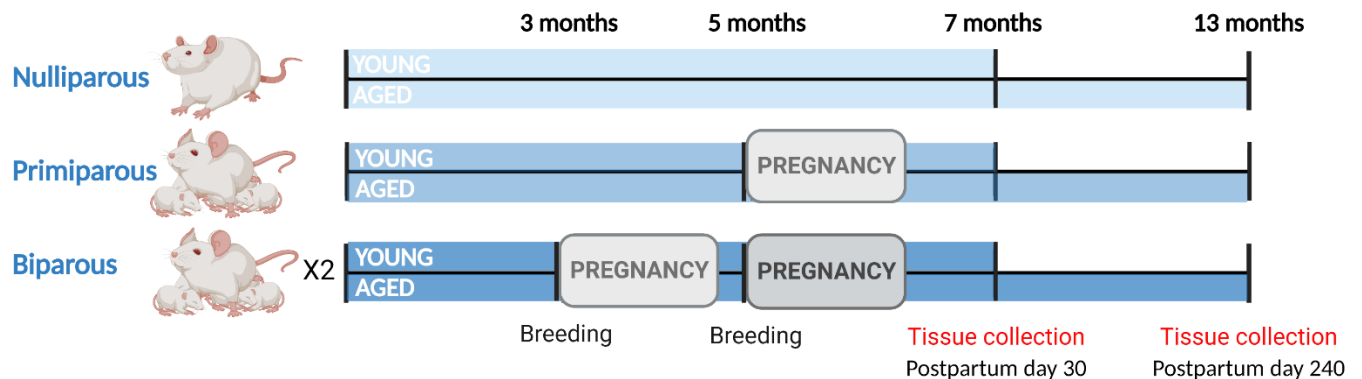 3 months 5 months 7 months 13 months
Nulliparous
YOUNG
AGED
Primiparous
YOUNG
AGED
PREGNANCY
Biparous
X2
YOUNG
AGED
PREGNANCY
PREGNANCY
Breeding Breeding Tissue collection Tissue collection
Postpartum day 30 Postpartum day 240